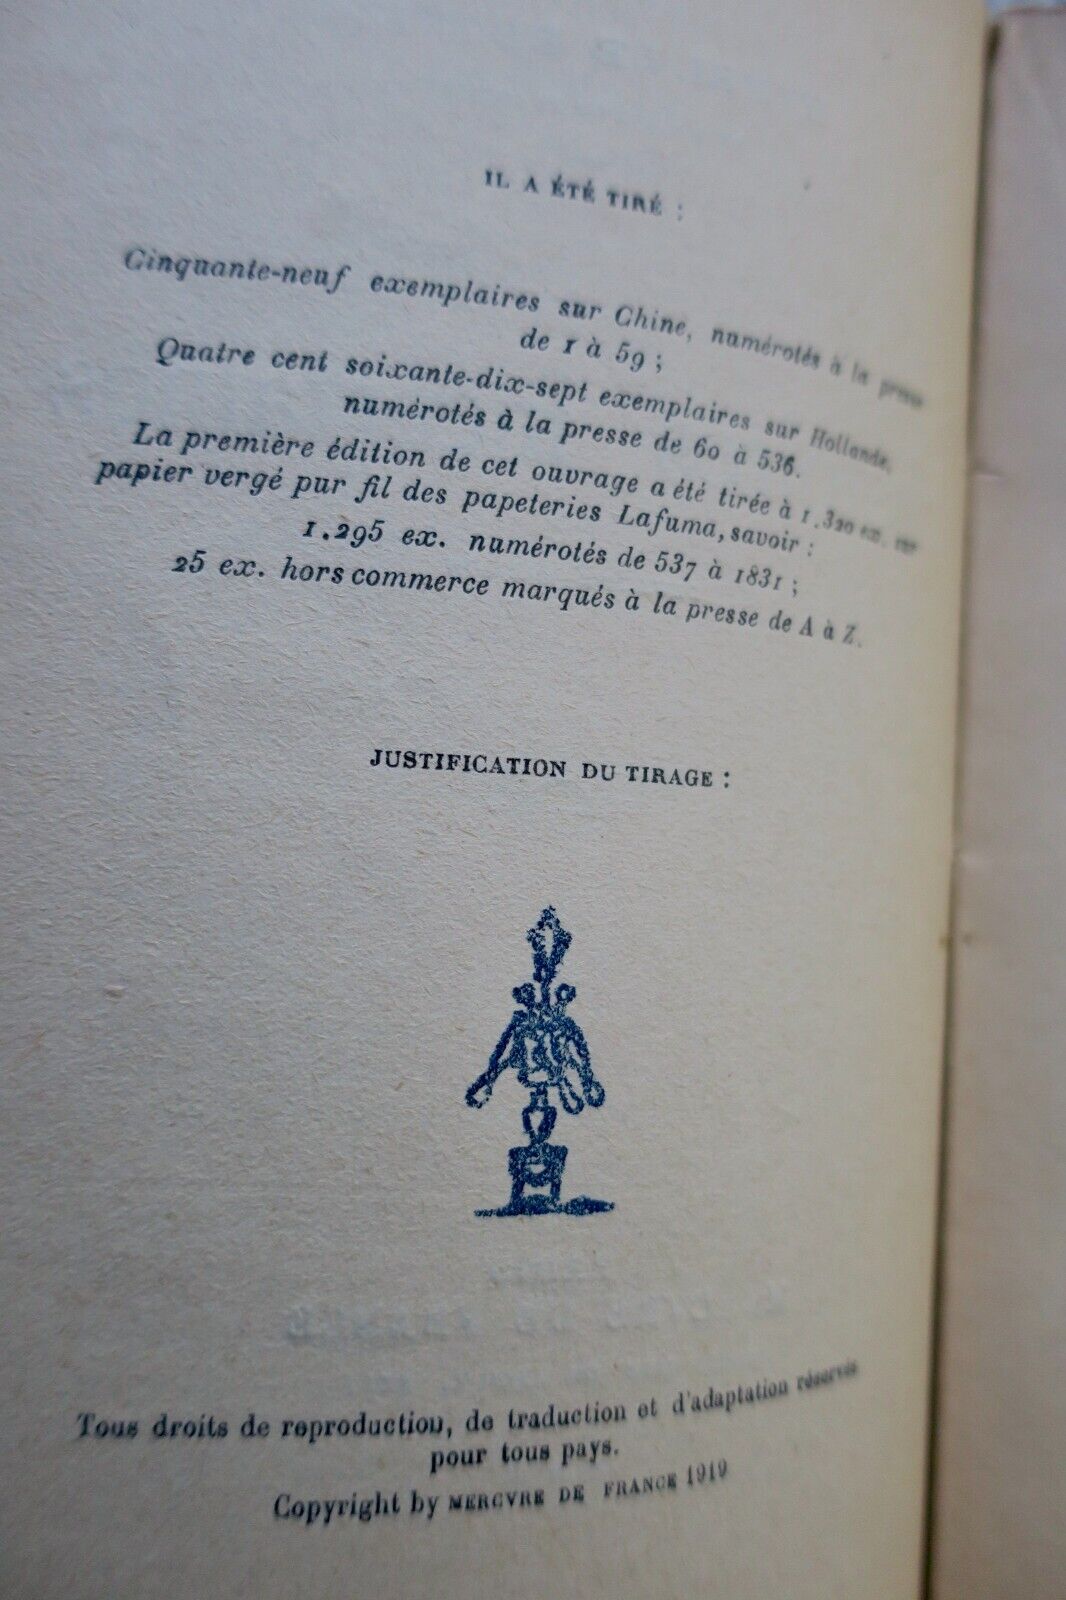 IL A ÉTÉ TIRÉ :
Cinquante-neuf exemplaires sur Chine, numérotés à la presse
de 1 à 59 ;
Quatre cent soixante-dix-sept exemplaires sur Hollande,
numérotés à la presse de 60 à 536.
La première édition de cet ouvrage a été tirée à 1.320 ex. sur
papier vergé pur fil des papeteries Lafuma, savoir :
1.295 ex. numérotés de 537 à 1831 ;
25 ex. hors commerce marqués à la presse de A à Z.
JUSTIFICATION DU TIRAGE :
Tous droits de reproduction, de traduction et d'adaptation réservés
pour tous pays.
Copyright by MERCVRE DE FRANCE 1919